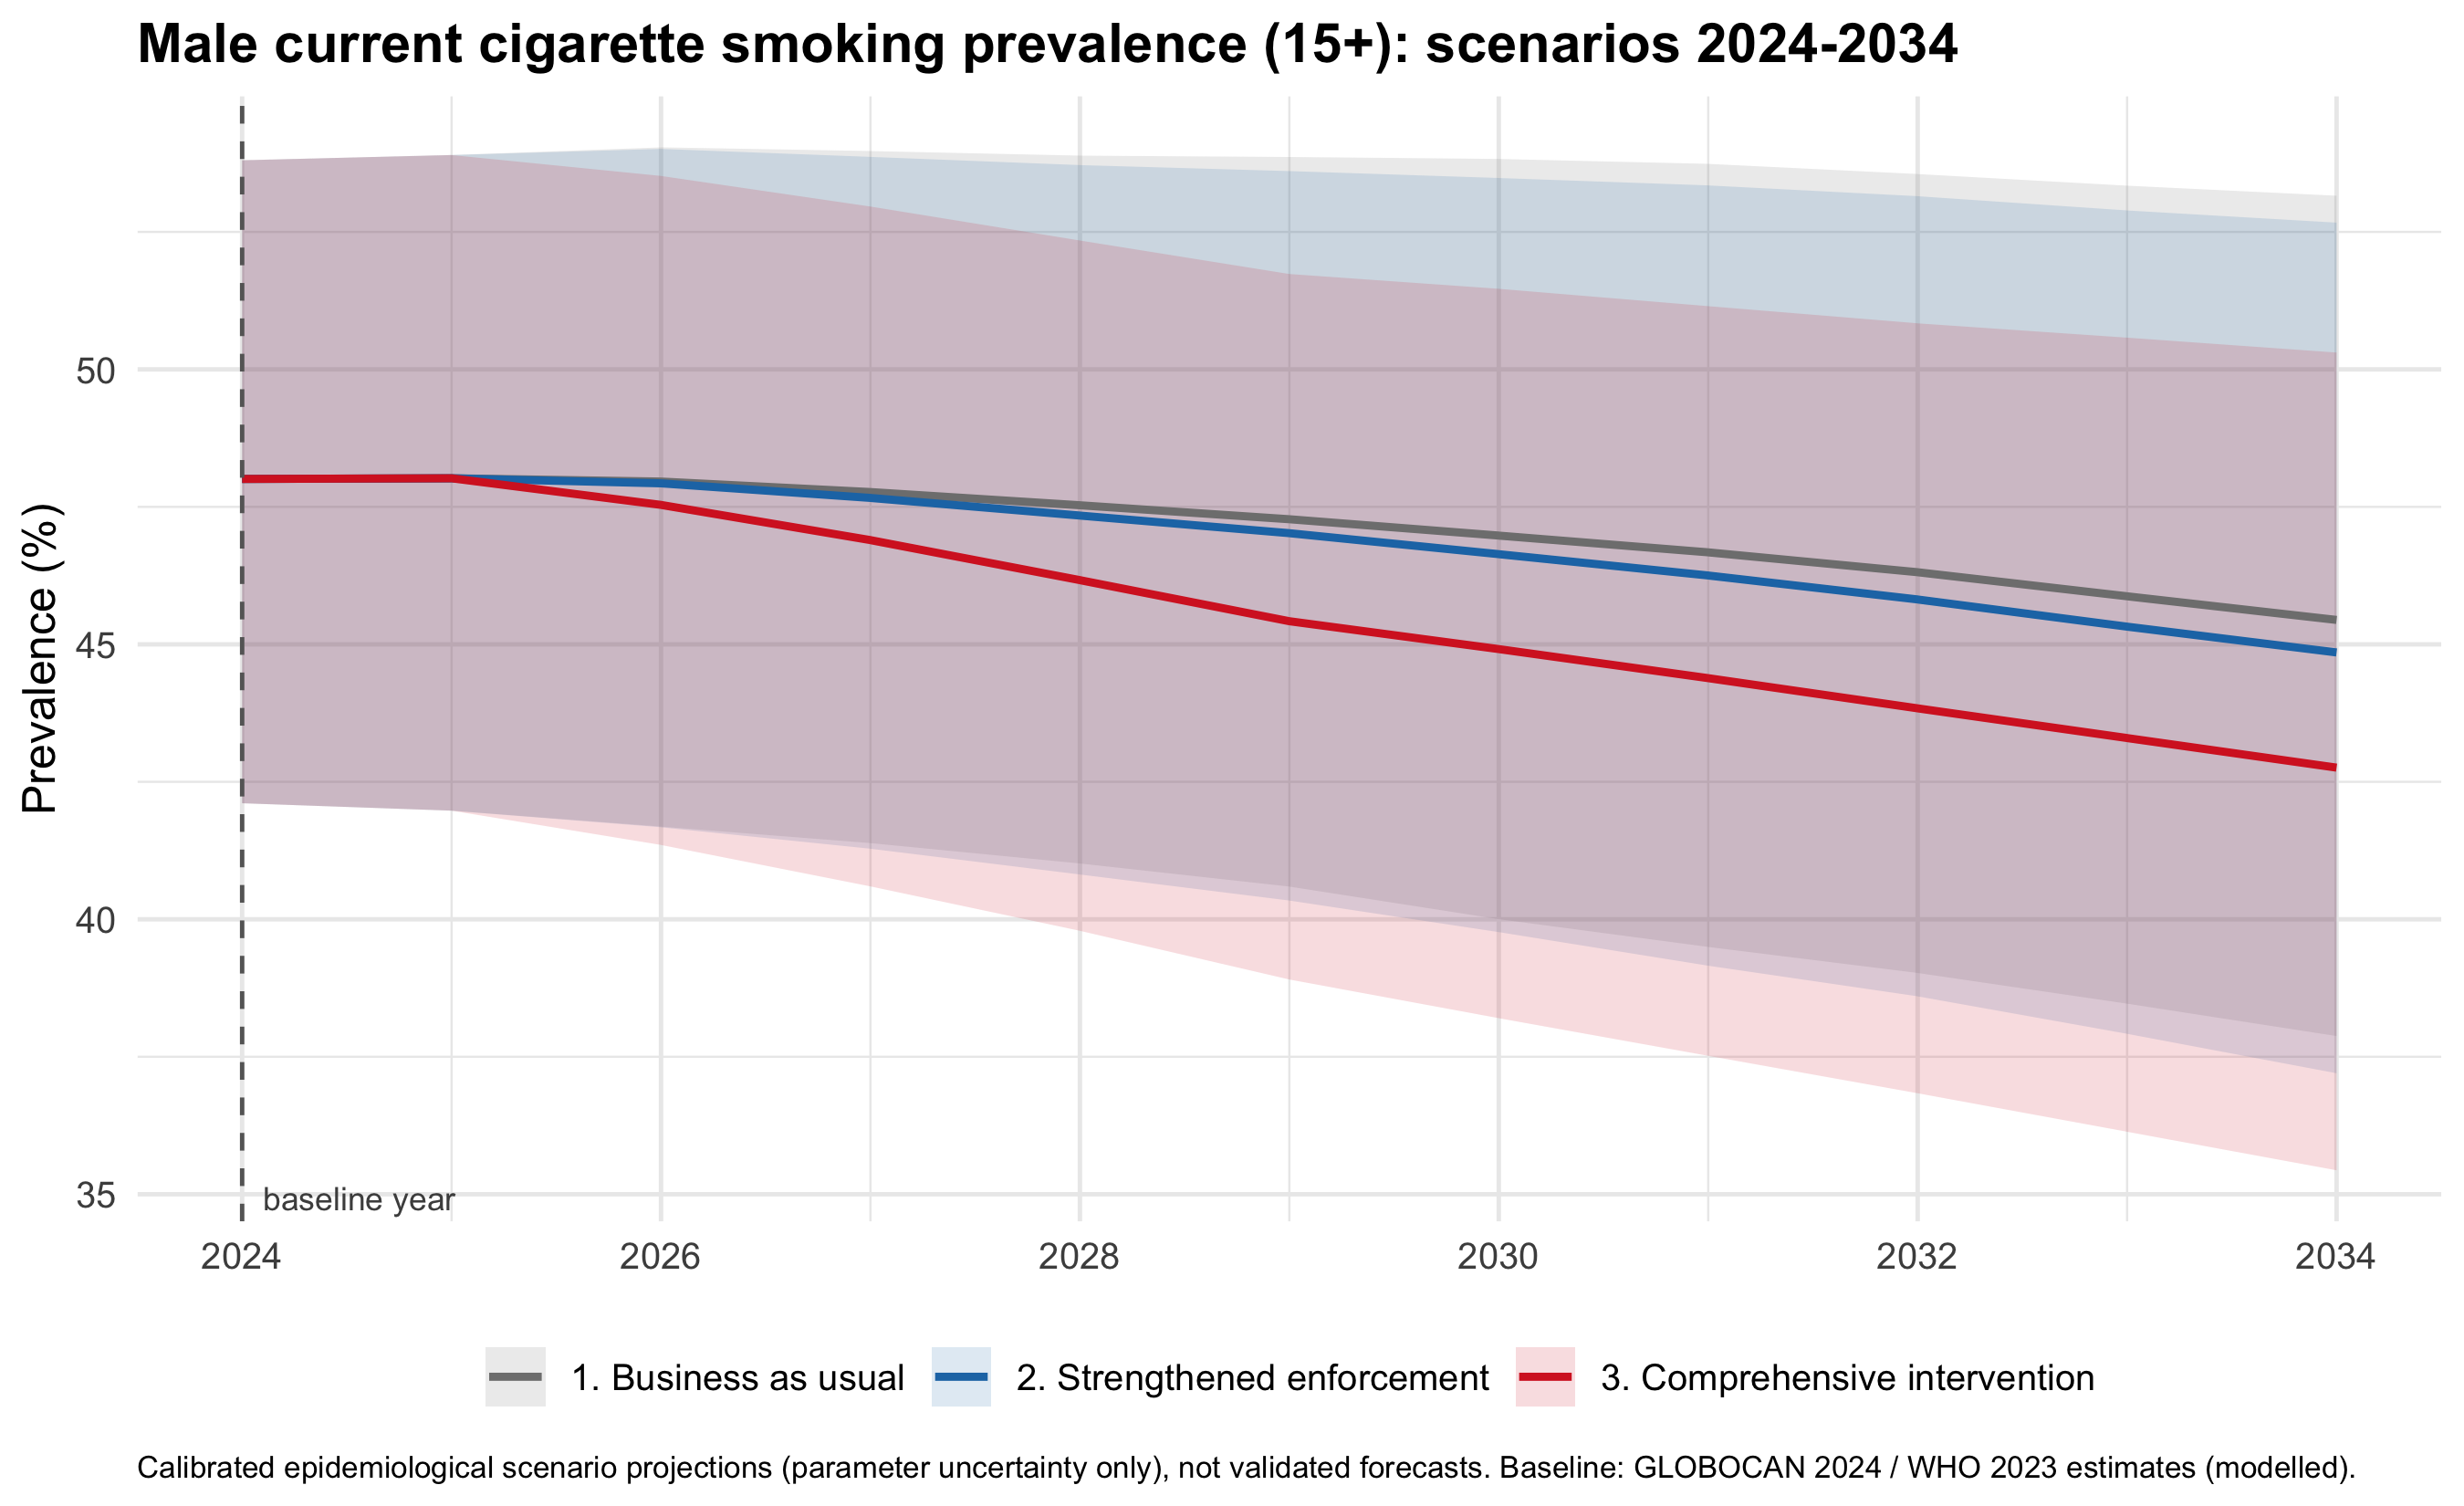 Male current cigarette smoking prevalence (15+): scenarios 2024-2034
Prevalence (%)
50
45
40
35
baseline year
2024 2026 2028 2030 2032 2034
1. Business as usual 2. Strengthened enforcement 3. Comprehensive intervention
Calibrated epidemiological scenario projections (parameter uncertainty only), not validated forecasts. Baseline: GLOBOCAN 2024 / WHO 2023 estimates (modelled).